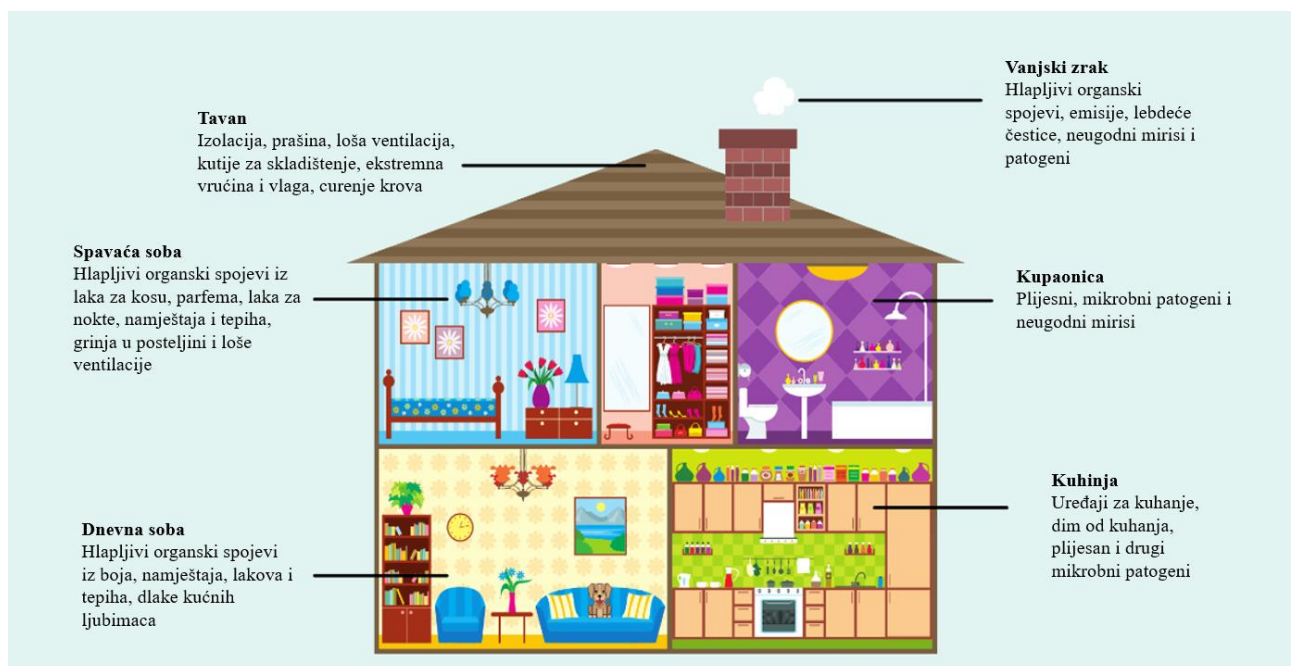 Tavan
Izolacija, prašina, loša ventilacija,
kutije za skladištenje, ekstremna
vrućina i vlaga, curenje krova
Vanjski zrak
Hlapljivi organski
spojevi, emisije, lebdeće
čestice, neugodni mirisi i
patogeni
Spavaća soba
Hlapljivi organski spojevi iz
laka za kosu, parfema, laka za
nokte, namještaja i tepiha,
grinja u posteljini i loše
ventilacije
Kupaonica
Plijesni, mikrobni patogeni i
neugodni mirisi
Dnevna soba
Hlapljivi organski spojevi
iz boja, namještaja, lakova i
tepiha, dlake kućnih
ljubimaca
Kuhinja
Uređaji za kuhanje,
dim od kuhanja,
plijesan i drugi
mikrobni patogeni